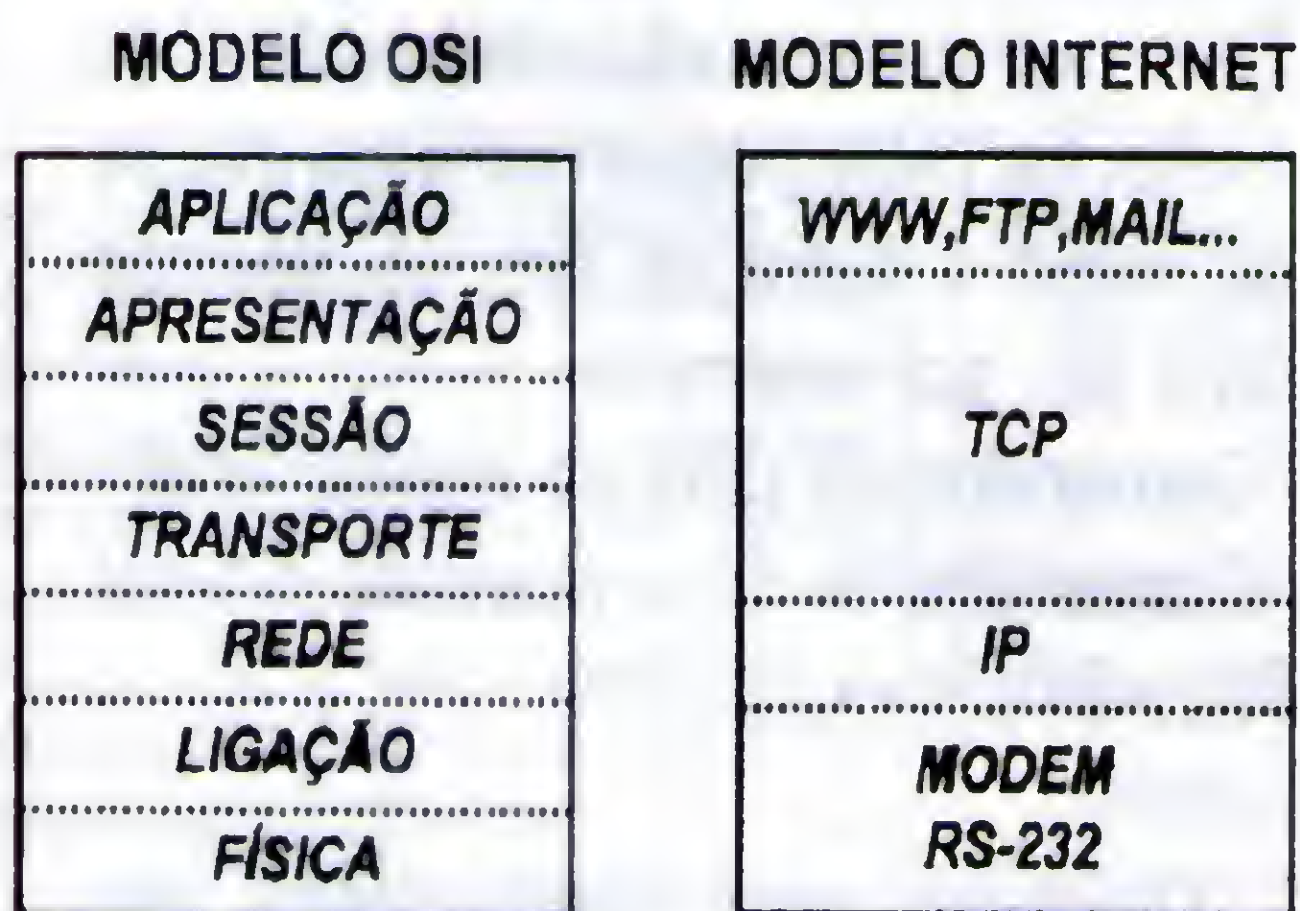 MODELO OSI
APLICAÇÃO
APRESENTAÇÃO
SESSÃO
TRANSPORTE
REDE
LIGAÇÃO
FÍSICA
MODELO INTERNET
WWW,FTP,MAIL...
TCP
IP
MODEM
RS-232